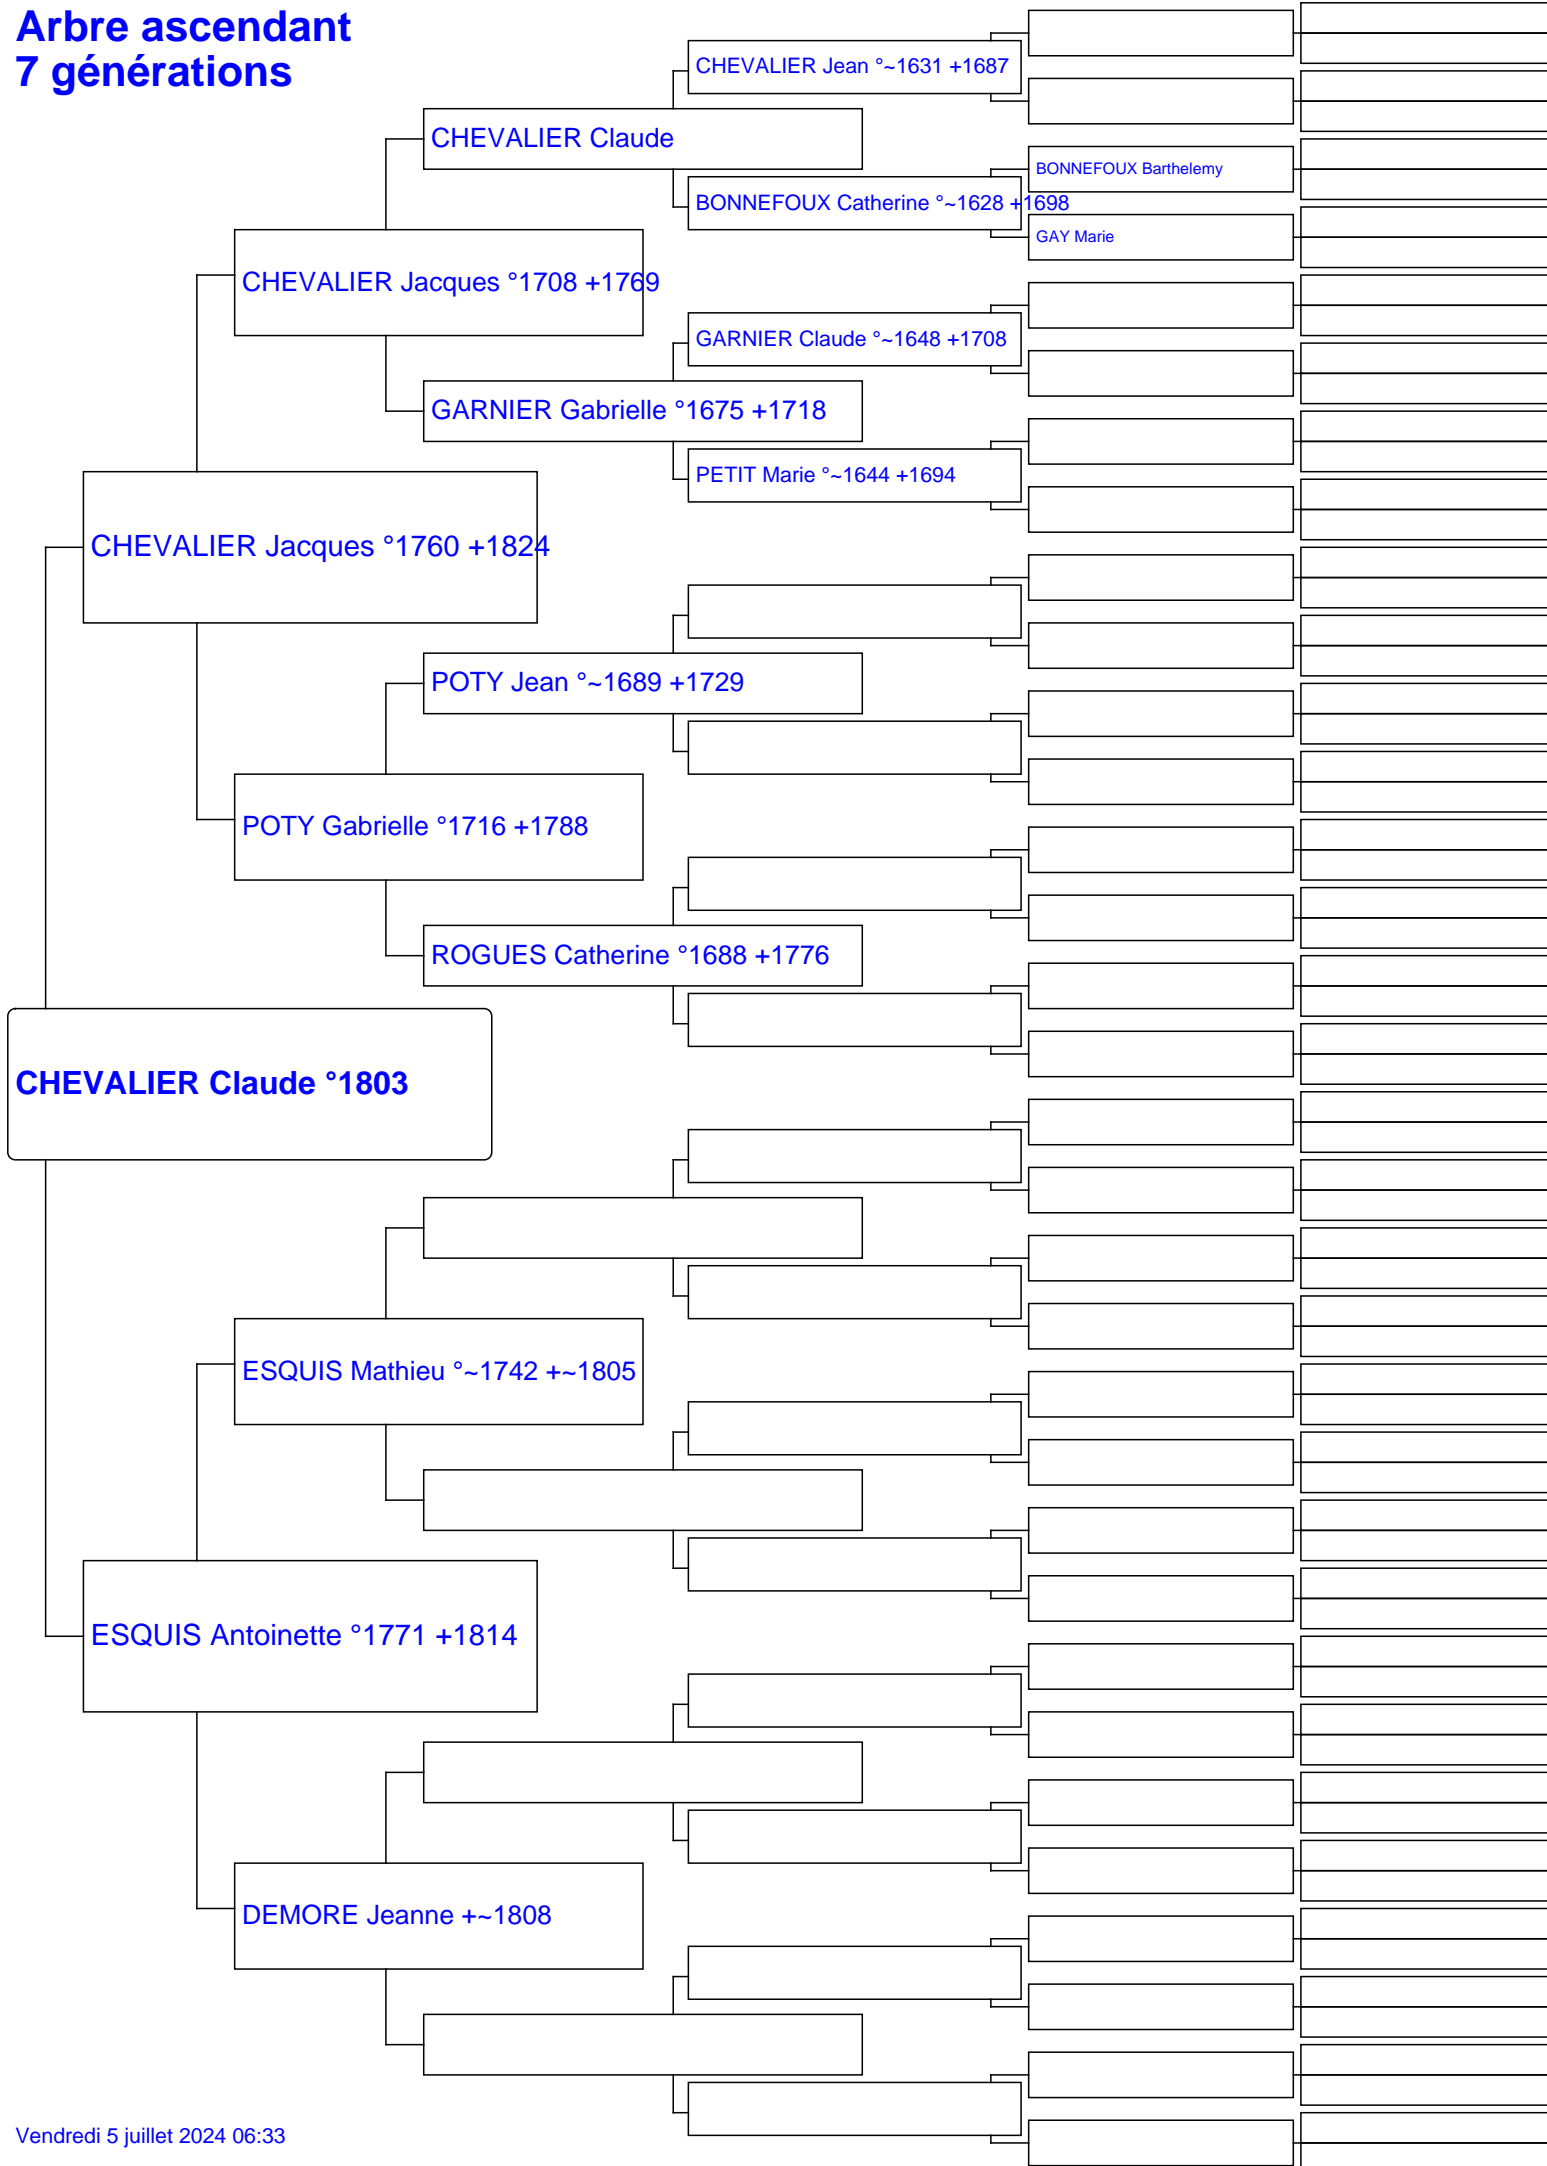 Arbre ascendant
7 générations
CHEVALIER Jean °~1631 +1687
CHEVALIER Claude
BONNEFOUX Barthelemy
BONNEFOUX Catherine °~1628 +1698
GAY Marie
CHEVALIER Jacques °1708 +1769
GARNIER Claude °~1648 +1708
GARNIER Gabrielle °1675 +1718
PETIT Marie °~1644 +1694
CHEVALIER Jacques °1760 +1824
POTY Jean °~1689 +1729
POTY Gabrielle °1716 +1788
ROGUES Catherine °1688 +1776
CHEVALIER Claude °1803
ESQUIS Mathieu °~1742 +~1805
ESQUIS Antoinette °1771 +1814
DEMORE Jeanne +~1808
Vendredi 5 juillet 2024 06:33